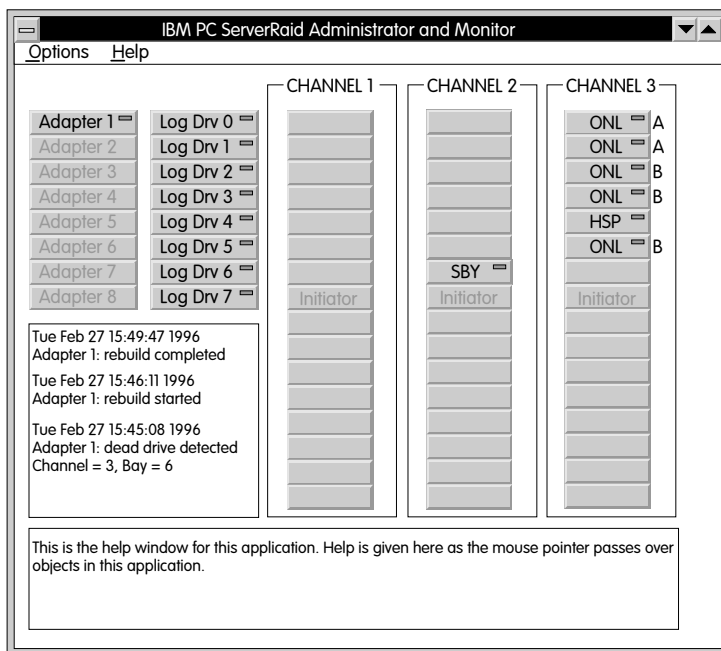 IBM PC ServerRaid Administrator and Monitor
Options Help
CHANNEL 1 CHANNEL 2 CHANNEL 3
Adapter 1 Log Drv 0 ONL A
Adapter 2 Log Drv 1 ONL A
Adapter 3 Log Drv 2 ONL B
Adapter 4 Log Drv 3 ONL B
Adapter 5 Log Drv 4 HSP
Adapter 6 Log Drv 5 ONL B
Adapter 7 Log Drv 6 SBY
Adapter 8 Log Drv 7 Initiator Initiator Initiator
Tue Feb 27 15:49:47 1996
Adapter 1: rebuild completed
Tue Feb 27 15:46:11 1996
Adapter 1: rebuild started
Tue Feb 27 15:45:08 1996
Adapter 1: dead drive detected
Channel = 3, Bay = 6
This is the help window for this application. Help is given here as the mouse pointer passes over
objects in this application.